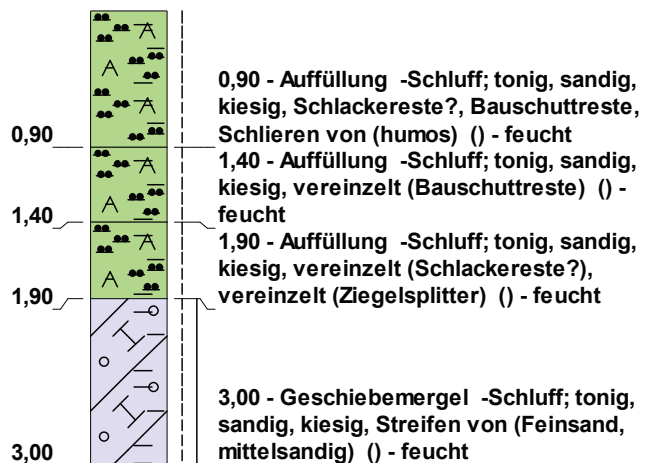 0,90 - Auffüllung -Schluff; tonig, sandig,
kiesig, Schlackereste?, Bauschuttreste,
0,90
Schlieren von (humos) () - feucht
1,40 - Auffüllung -Schluff; tonig, sandig,
kiesig, vereinzelt (Bauschuttreste) () -
1,40
feucht
1,90 - Auffüllung -Schluff; tonig, sandig,
kiesig, vereinzelt (Schlackereste?),
1,90
vereinzelt (Ziegelsplitter) () - feucht
3,00 - Geschiebemergel -Schluff; tonig,
sandig, kiesig, Streifen von (Feinsand,
3,00
mittelsandig) () - feucht